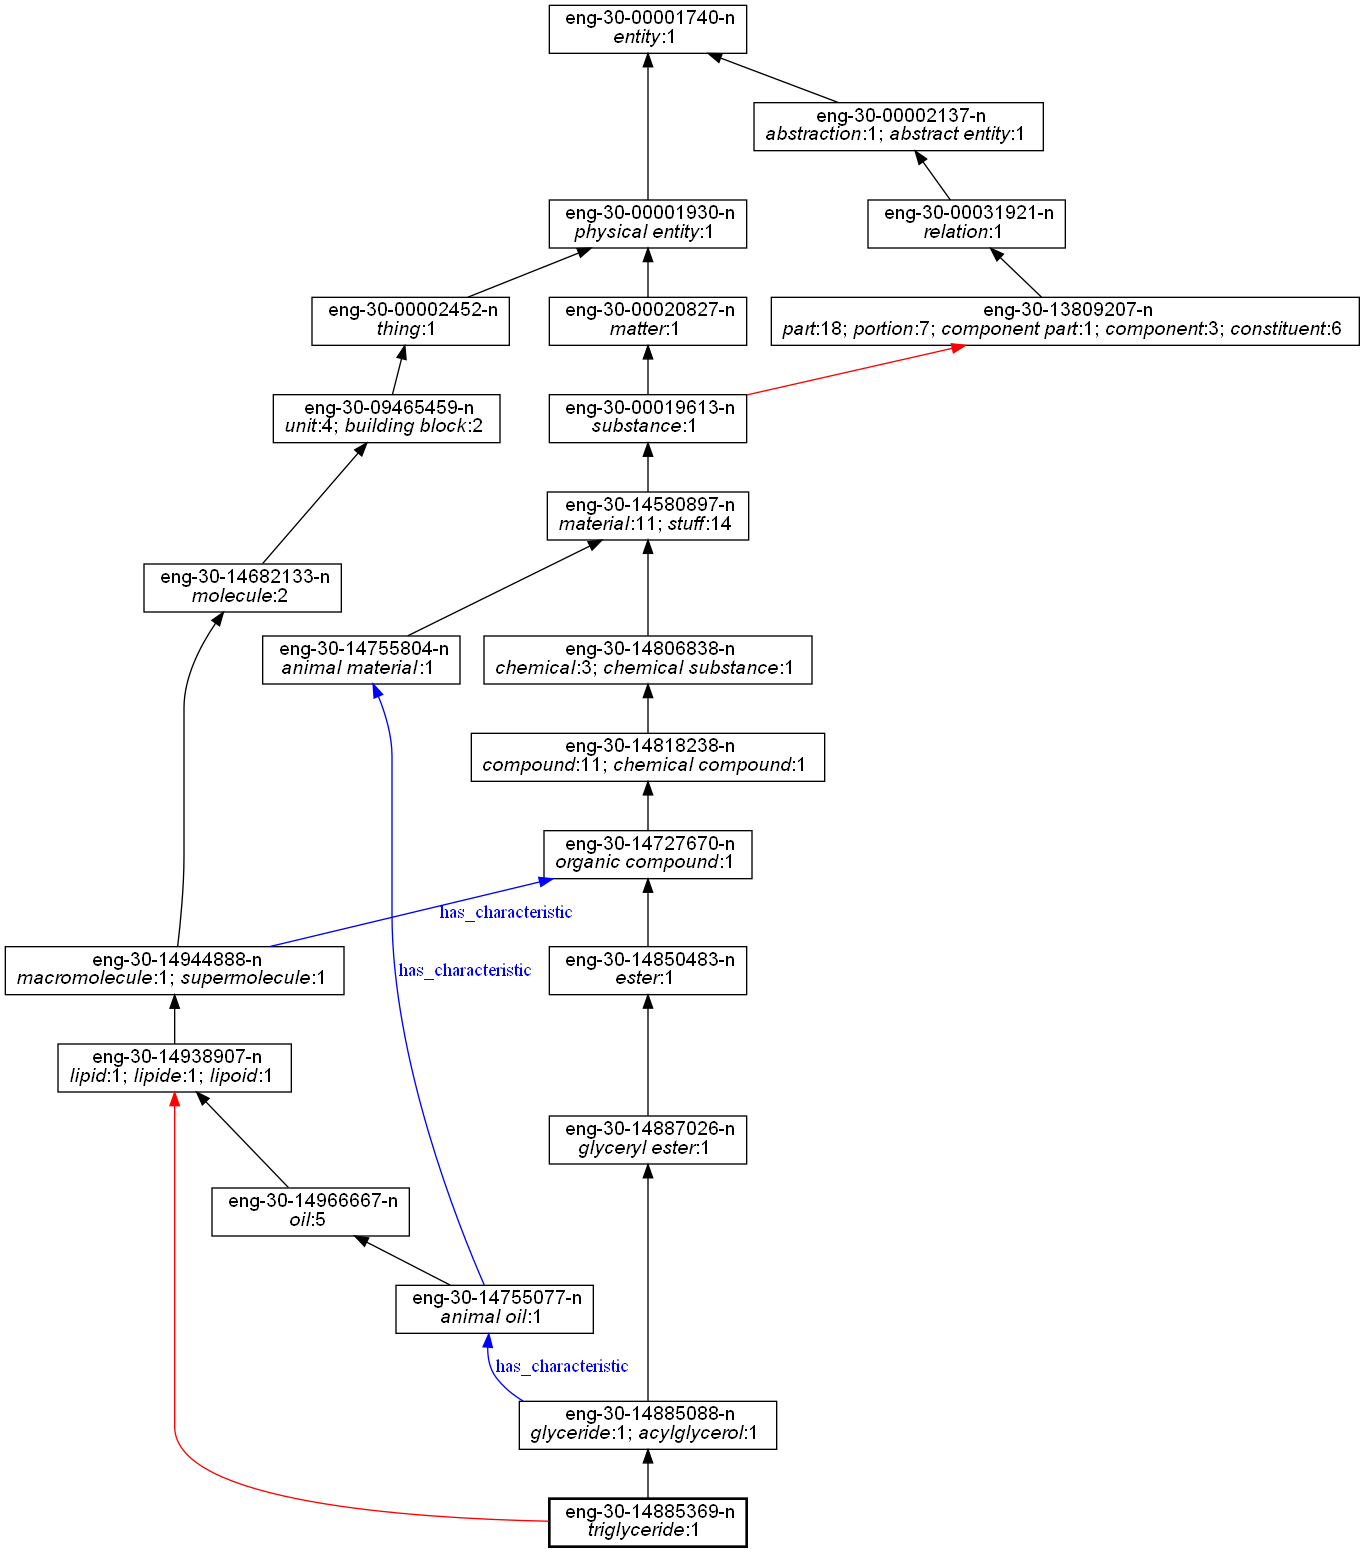 eng-30-00001740-n
entity:1
eng-30-00002137-n
abstraction:1; abstract entity:1
eng-30-00001930-n
physical entity:1
eng-30-00031921-n
relation:1
eng-30-00002452-n
thing:1
eng-30-00020827-n
matter:1
eng-30-13809207-n
part:18; portion:7; component part:1; component:3; constituent:6
eng-30-09465459-n
unit:4; building block:2
eng-30-00019613-n
substance:1
eng-30-14580897-n
material:11; stuff:14
eng-30-14682133-n
molecule:2
eng-30-14755804-n
animal material:1
eng-30-14806838-n
chemical:3; chemical substance:1
eng-30-14818238-n
compound:11; chemical compound:1
eng-30-14727670-n
organic compound:1
has_characteristic
eng-30-14944888-n
macromolecule:1; supermolecule:1
has_characteristic
eng-30-14850483-n
ester:1
eng-30-14938907-n
lipid:1; lipide:1; lipoid:1
eng-30-14887026-n
glyceryl ester:1
eng-30-14966667-n
oil:5
eng-30-14755077-n
animal oil:1
has_characteristic
eng-30-14885088-n
glyceride:1; acylglycerol:1
eng-30-14885369-n
triglyceride:1